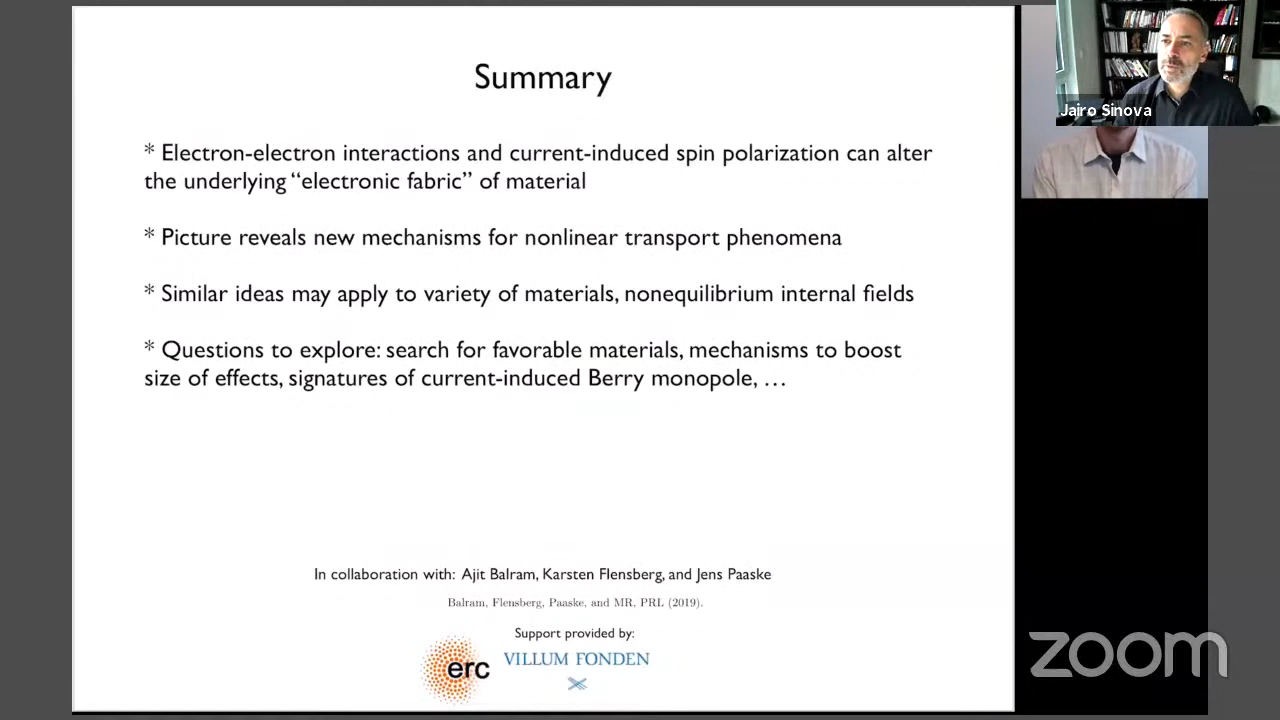 Summary
* Electron-electron interactions and current-induced spin polarization can alter
the underlying “electronic fabric” of material
* Picture reveals new mechanisms for nonlinear transport phenomena
* Similar ideas may apply to variety of materials, nonequilibrium internal fields
* Questions to explore: search for favorable materials, mechanisms to boost
size of effects, signatures of current-induced Berry monopole, …
In collaboration with: Ajit Balram, Karsten Flensberg, and Jens Paaske
Balram, Flensberg, Paaske, and MR, PRL (2019).
Support provided by:
erc
VILLUM FONDEN
Jairo Sinova
zoom